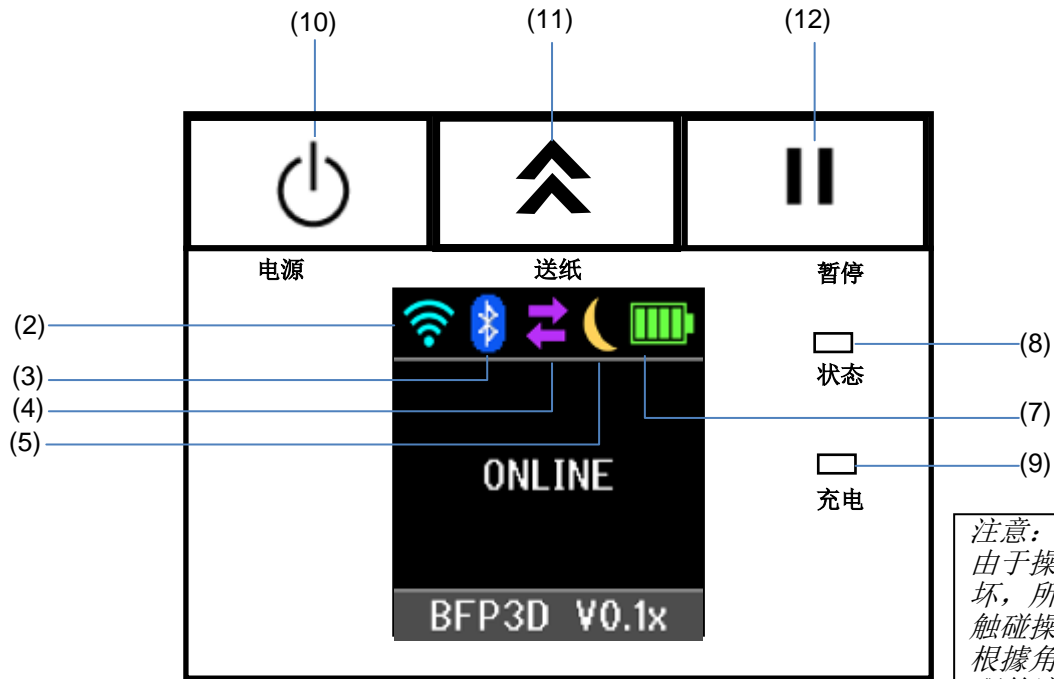 (10) (11) (12)
电源 送纸 暂停
(2)
(3)
(4)
(5)
(8)
状态
(7)
ONLINE
(9)
充电
BFP3D V0.1x
注意：
由于操
坏，所
触碰操
根據角